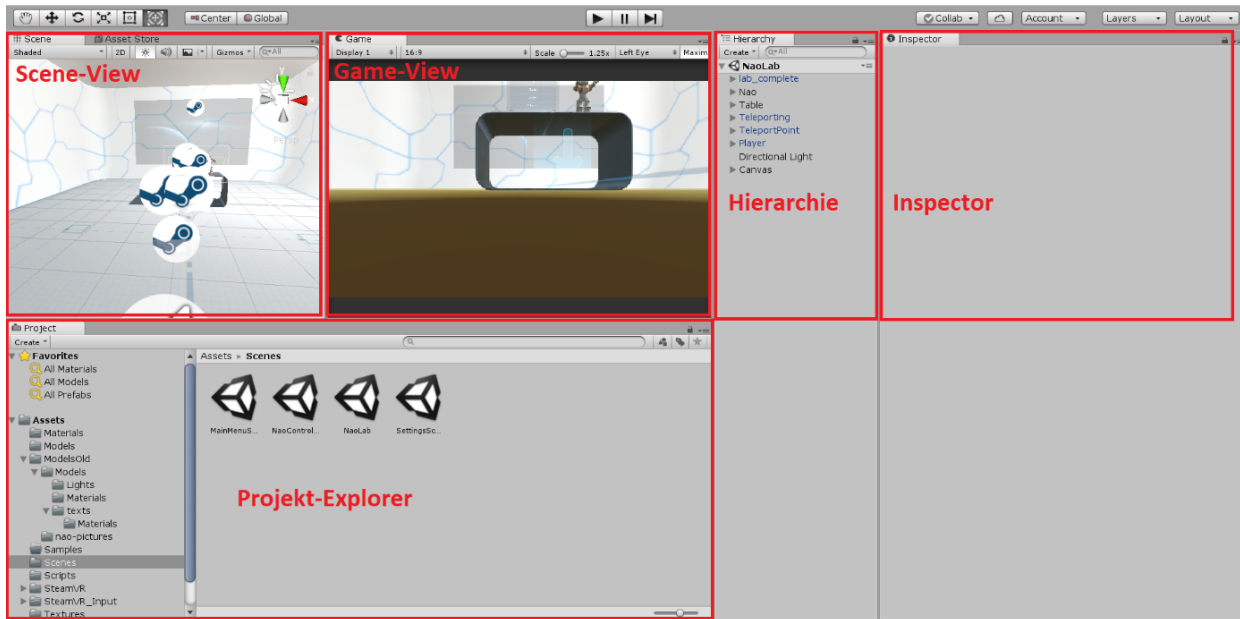 Center Global
Collab Account Layers Layout
Scene Asset Store
Shaded 2D Gizmos All
Scene-View
Persp
Game
Display 1 16:9 Scale 1.25x Left Eye Maxim
Game-View
Hierarchy
Create All
NaoLab
lab_complete
Nao
Table
Teleporting
TeleportPoint
Player
Directional Light
Canvas
Hierarchie
Inspector
Inspector
Project
Create
Favorites
All Materials
All Models
All Prefabs
Assets
Materials
Models
ModelsOld
Models
Lights
Materials
texts
Materials
nao-pictures
Samples
Scenes
Scripts
SteamVR
SteamVR_Input
Textures
Assets Scenes
MainMenuS... NaoControl... NaoLab SettingsSc...
Projekt-Explorer